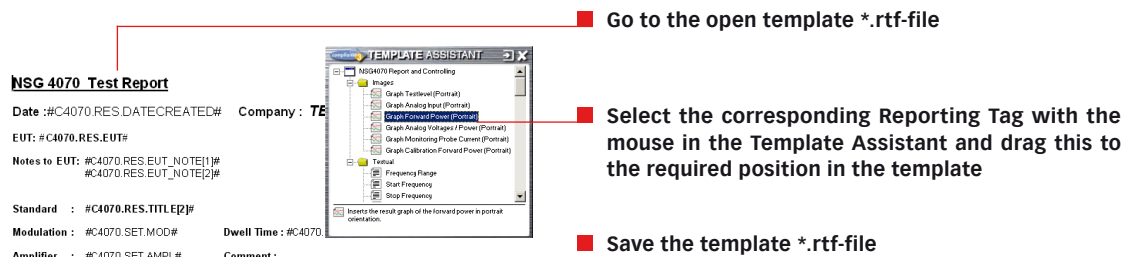 Go to the open template *.rtf-file
NSG 4070 Test Report
Date :#C4070.RES.DATECREATED# Company :
EUT: #C4070.RES.EUT#
Notes to EUT: #C4070.RES.EUT_NOTE[1]#
#C4070.RES.EUT_NOTE[2]#
Standard : #C4070.RES.TITLE[2]#
Modulation : #C4070.SET.MOD# Dwell Time : #C4070.
Amplifier : #C4070.SET.AMPL# Comment :
TEMPLATE ASSISTANT
NSG4070 Report and Controlling
Images
Graph Testlevel (Portrait)
Graph Analog Input (Portrait)
Graph Forward Power (Portrait)
Graph Analog Voltages / Power (Portrait)
Graph Monitoring Probe Current (Portrait)
Graph Calibration Forward Power (Portrait)
Textual
Frequency Range
Start Frequency
Stop Frequency
Inserts the result graph of the forward power in portrait
orientation.
Select the corresponding Reporting Tag with the
mouse in the Template Assistant and drag this to
the required position in the template
Save the template *.rtf-file